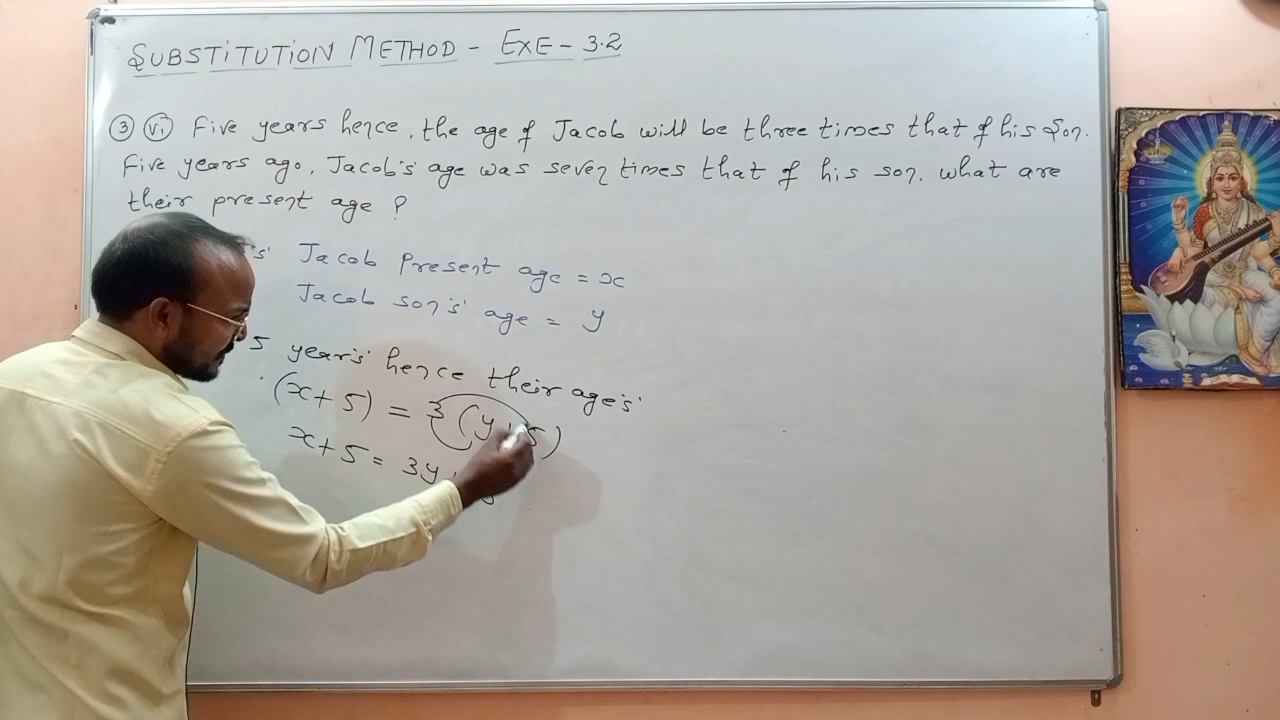 SUBSTITUTION METHOD - EXE - 3.2
③ (vi) Five years hence, the age of Jacob will be three times that of his son.
Five years ago, Jacob's age was seven times that of his son. what are
their present age ?
Jacob Present age = x
Jacob son's' age = y
5 year's' hence their age's'
(x + 5) = 3 (y + 5)
x + 5 = 3y +